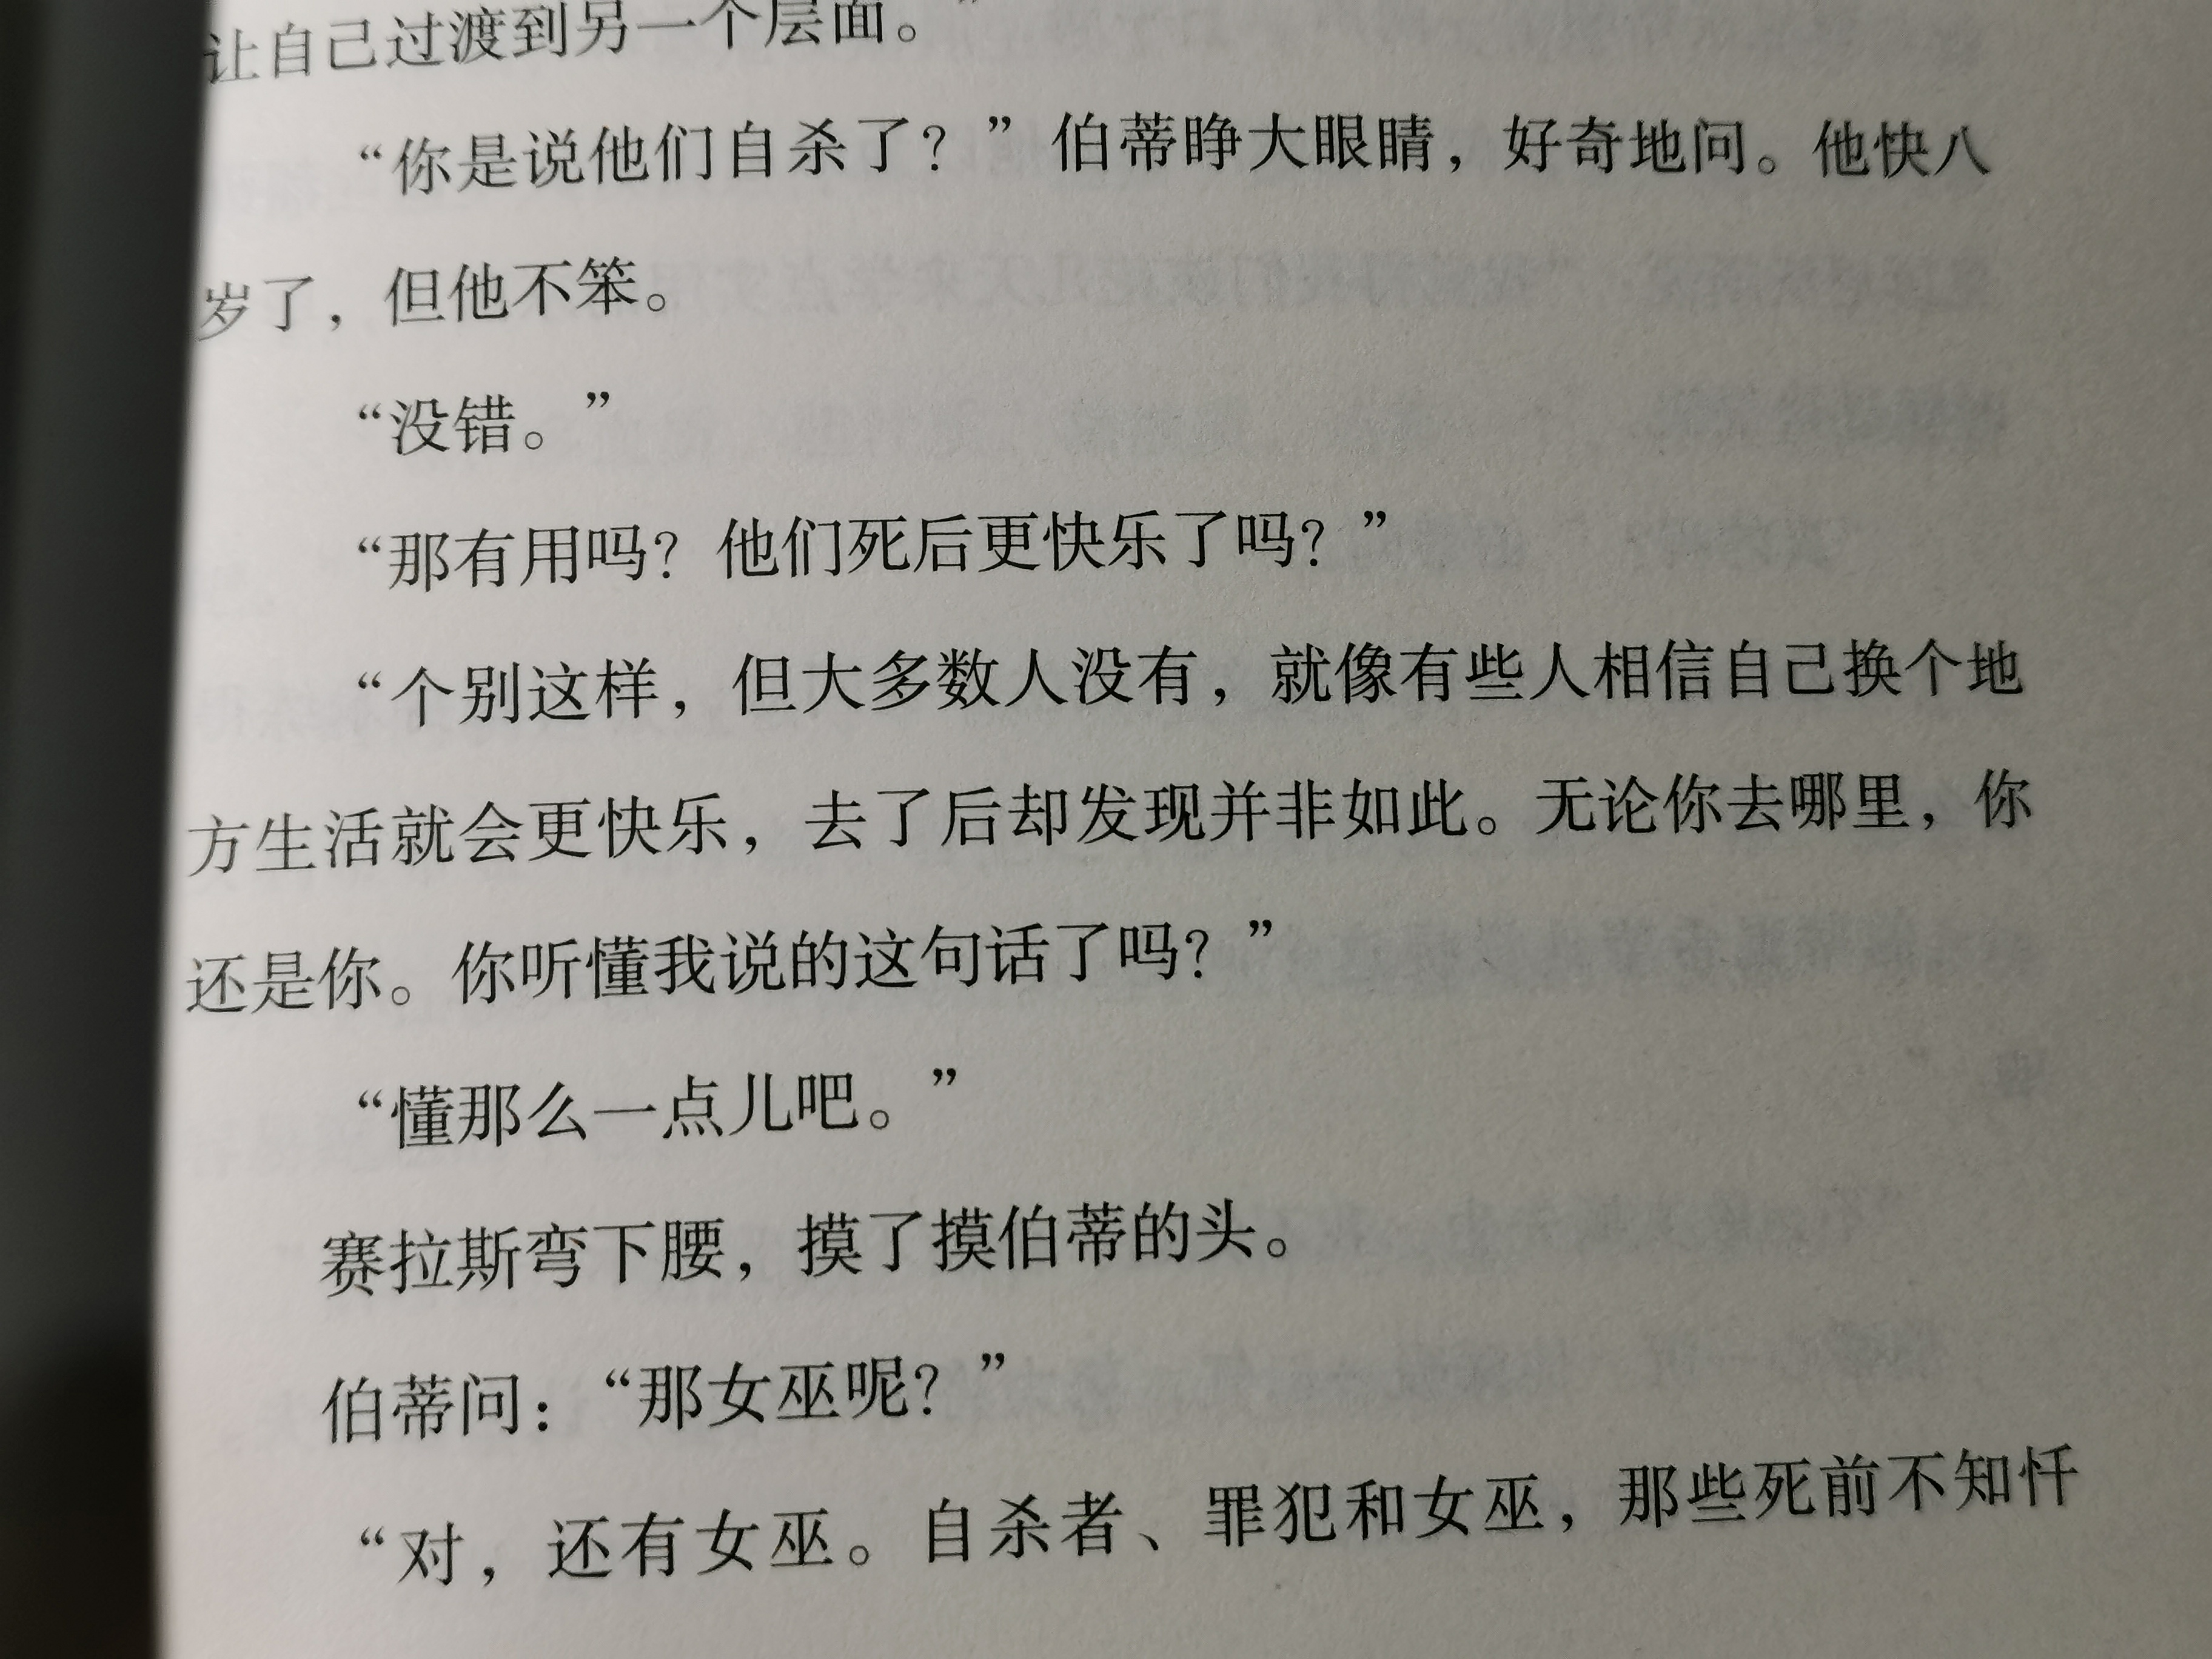 让自己过渡到另一个层面。”
“你是说他们自杀了？”伯蒂睁大眼睛，好奇地问。他快八
岁了，但他不笨。
“没错。”
“那有用吗？他们死后更快乐了吗？”
“个别这样，但大多数人没有，就像有些人相信自己换个地
方生活就会更快乐，去了后却发现并非如此。无论你去哪里，你
还是你。你听懂我说的这句话了吗？”
“懂那么一点儿吧。”
赛拉斯弯下腰，摸了摸伯蒂的头。
伯蒂问：“那女巫呢？”
“对，还有女巫。自杀者、罪犯和女巫，那些死前不知忏